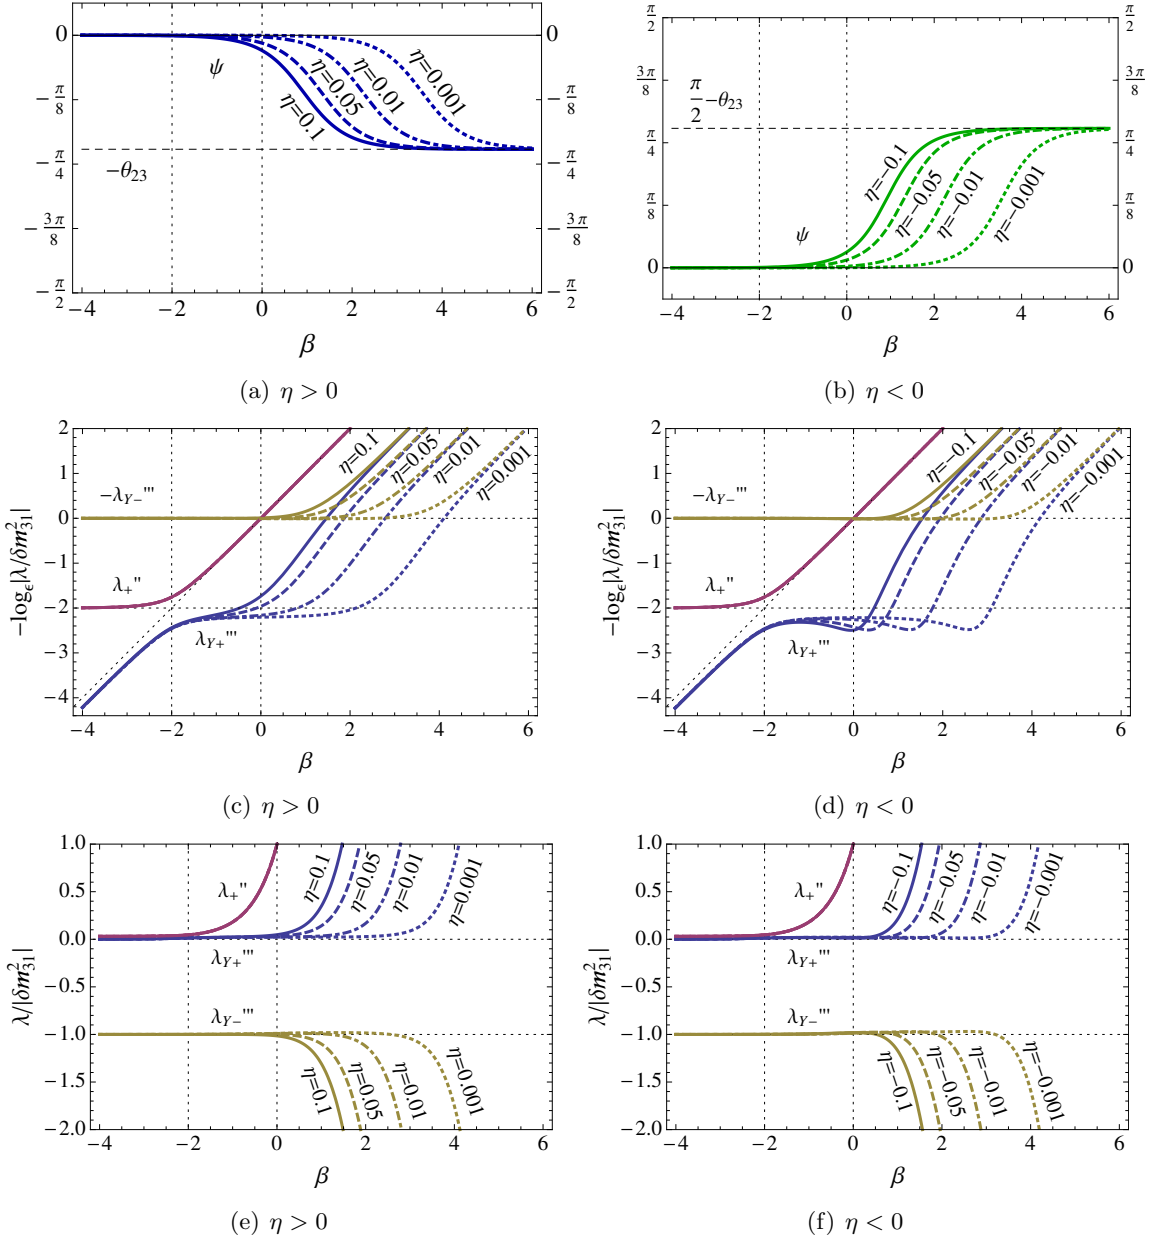 0
−π/8
−π/4
−3π/8
−π/2
0
−π/8
−π/4
−3π/8
−π/2
ψ
η=0.1
η=0.05
η=0.01
η=0.001
−θ23
−4 −2 0 2 4 6
β
(a) η > 0
π/2
3π/8
π/4
π/8
0
π/2
3π/8
π/4
π/8
0
π/2−θ23
ψ
η=−0.1
η=−0.05
η=−0.01
η=−0.001
−4 −2 0 2 4 6
β
(b) η < 0
−logϵ|λ/δm²31|
2
1
0
−1
−2
−3
−4
−λY−'''
λ+''
λY+'''
η=0.1
η=0.05
η=0.01
η=0.001
−4 −2 0 2 4 6
β
(c) η > 0
−logϵ|λ/δm²31|
2
1
0
−1
−2
−3
−4
−λY−'''
λ+''
λY+'''
η=−0.1
η=−0.05
η=−0.01
η=−0.001
−4 −2 0 2 4 6
β
(d) η < 0
λ/|δm²31|
1.0
0.5
0.0
−0.5
−1.0
−1.5
−2.0
λ+''
λY+'''
λY−'''
η=0.1
η=0.05
η=0.01
η=0.001
η=0.1
η=0.05
η=0.01
η=0.001
−4 −2 0 2 4 6
β
(e) η > 0
λ/|δm²31|
1.0
0.5
0.0
−0.5
−1.0
−1.5
−2.0
λ+''
λY+'''
λY−'''
η=−0.1
η=−0.05
η=−0.01
η=−0.001
η=−0.1
η=−0.05
η=−0.01
η=−0.001
−4 −2 0 2 4 6
β
(f) η < 0